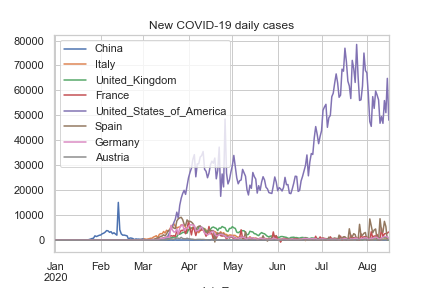 New COVID-19 daily cases
80000
70000
60000
50000
40000
30000
20000
10000
0
China
Italy
United_Kingdom
France
United_States_of_America
Spain
Germany
Austria
Jan Feb Mar Apr May Jun Jul Aug
2020